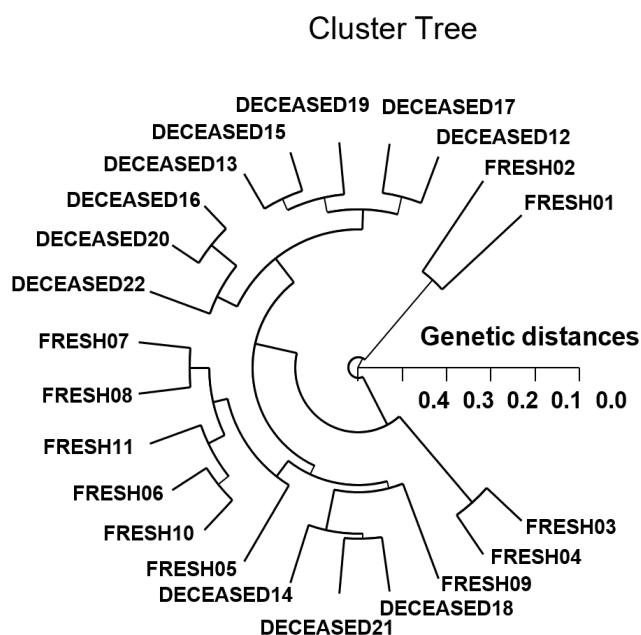 Cluster Tree
DECEASED19
DECEASED17
DECEASED15
DECEASED12
DECEASED13
FRESH02
DECEASED16
FRESH01
DECEASED20
DECEASED22
Genetic distances
FRESH07
FRESH08
0.4 0.3 0.2 0.1 0.0
FRESH11
FRESH06
FRESH03
FRESH10
FRESH04
FRESH05
FRESH09
DECEASED14
DECEASED18
DECEASED21